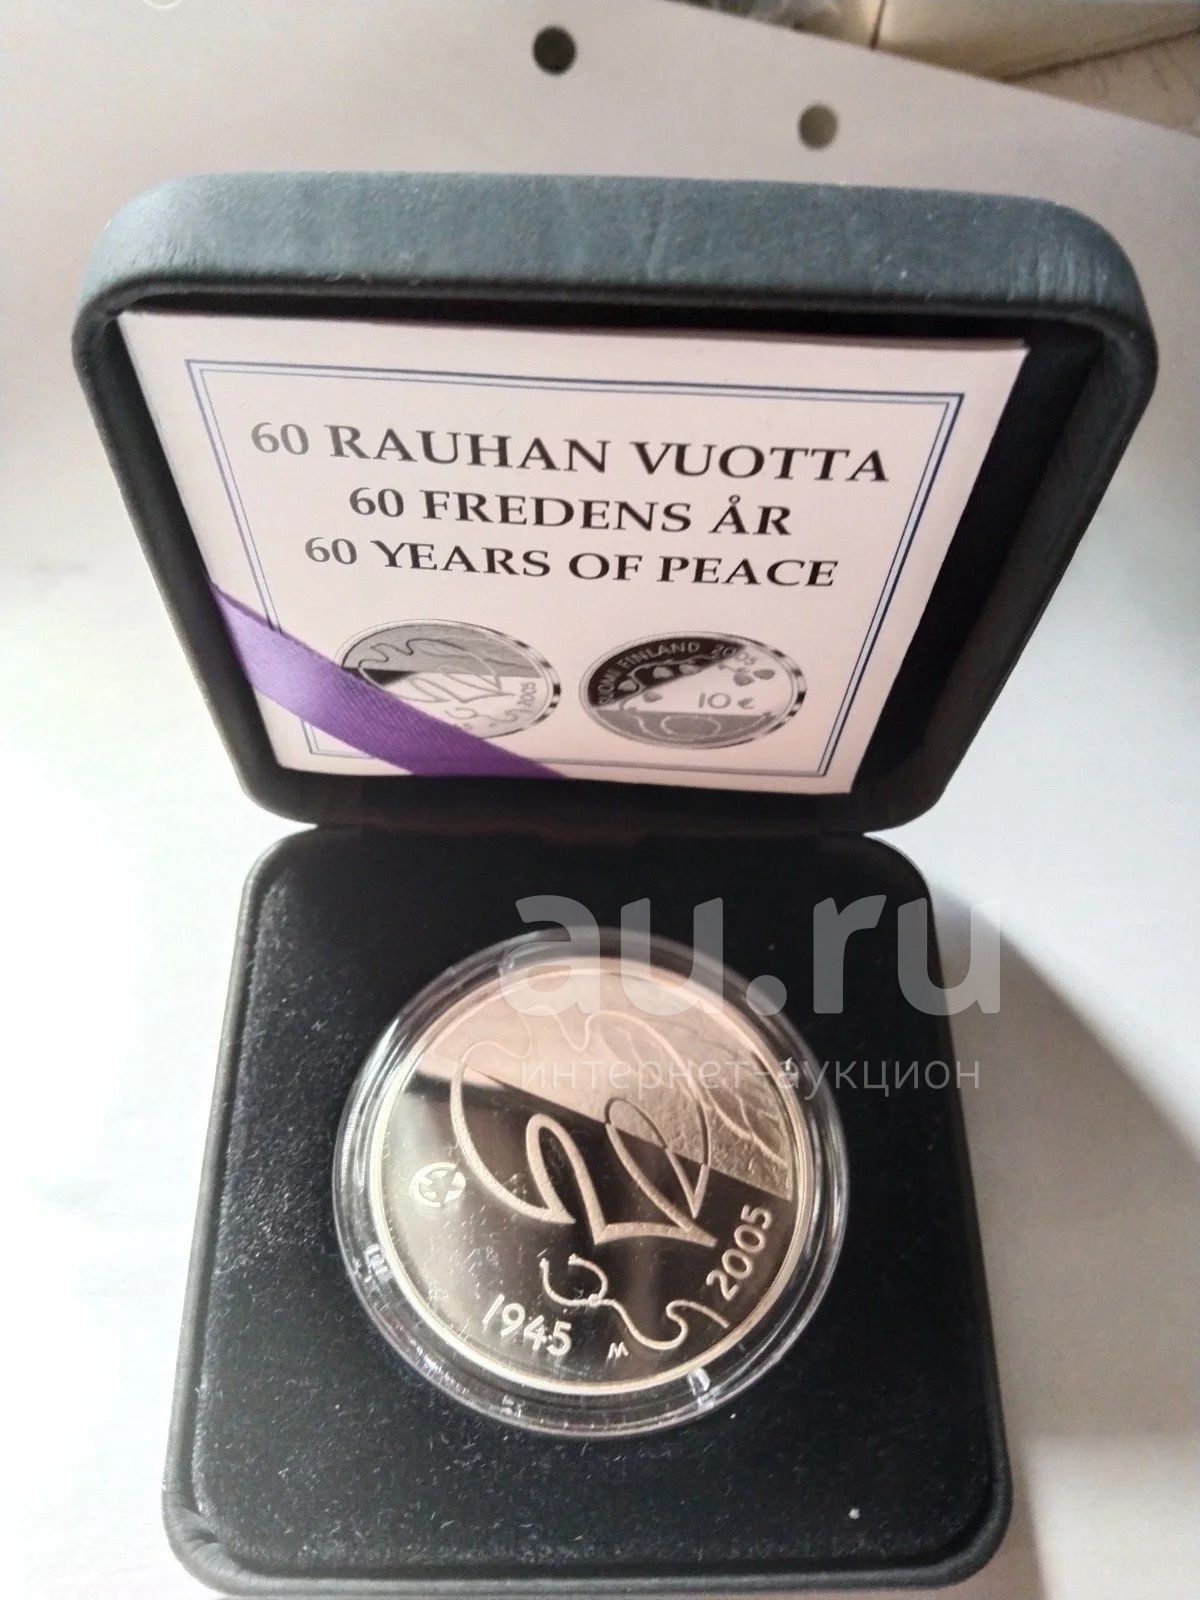 60 RAUHAN VUOTTA
60 FREDENS ÅR
60 YEARS OF PEACE
2005
SUOMI FINLAND 2005
10 €
au.ru
интернет-аукцион
1945
M
2005